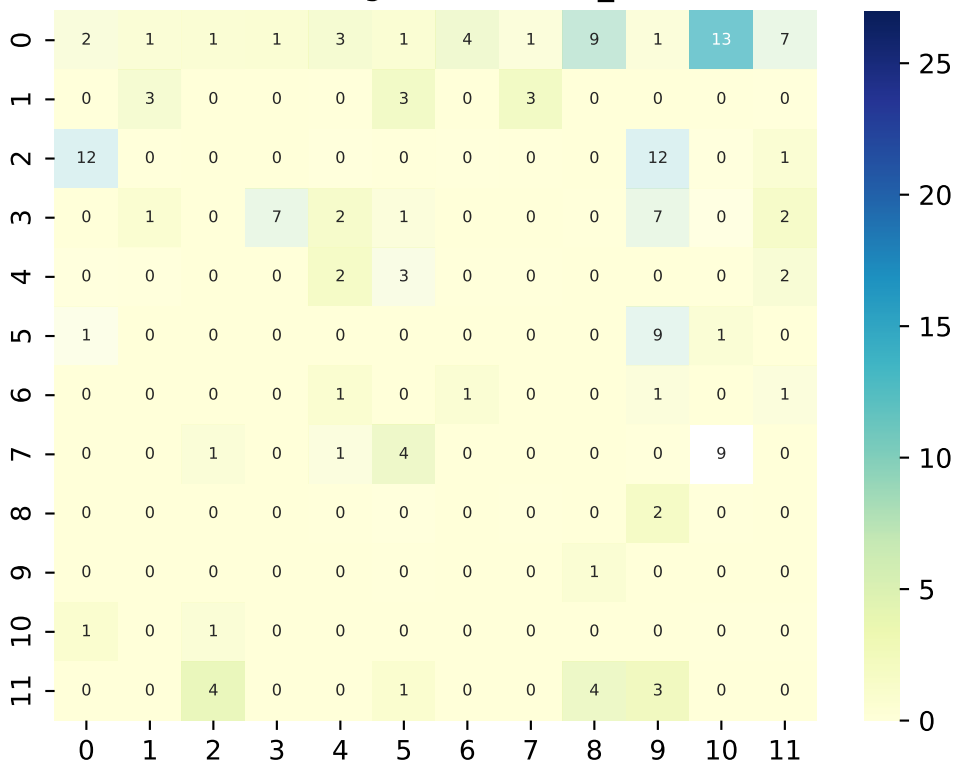 0 2 1 1 1 3 1 4 1 9 1 13 7
1 0 3 0 0 0 3 0 3 0 0 0 0
2 12 0 0 0 0 0 0 0 0 12 0 1
3 0 1 0 7 2 1 0 0 0 7 0 2
4 0 0 0 0 2 3 0 0 0 0 0 2
5 1 0 0 0 0 0 0 0 0 9 1 0
6 0 0 0 0 1 0 1 0 0 1 0 1
7 0 0 1 0 1 4 0 0 0 0 9 0
8 0 0 0 0 0 0 0 0 0 2 0 0
9 0 0 0 0 0 0 0 0 1 0 0 0
10 1 0 1 0 0 0 0 0 0 0 0 0
11 0 0 4 0 0 1 0 0 4 3 0 0
0 1 2 3 4 5 6 7 8 9 10 11
25
20
15
10
5
0